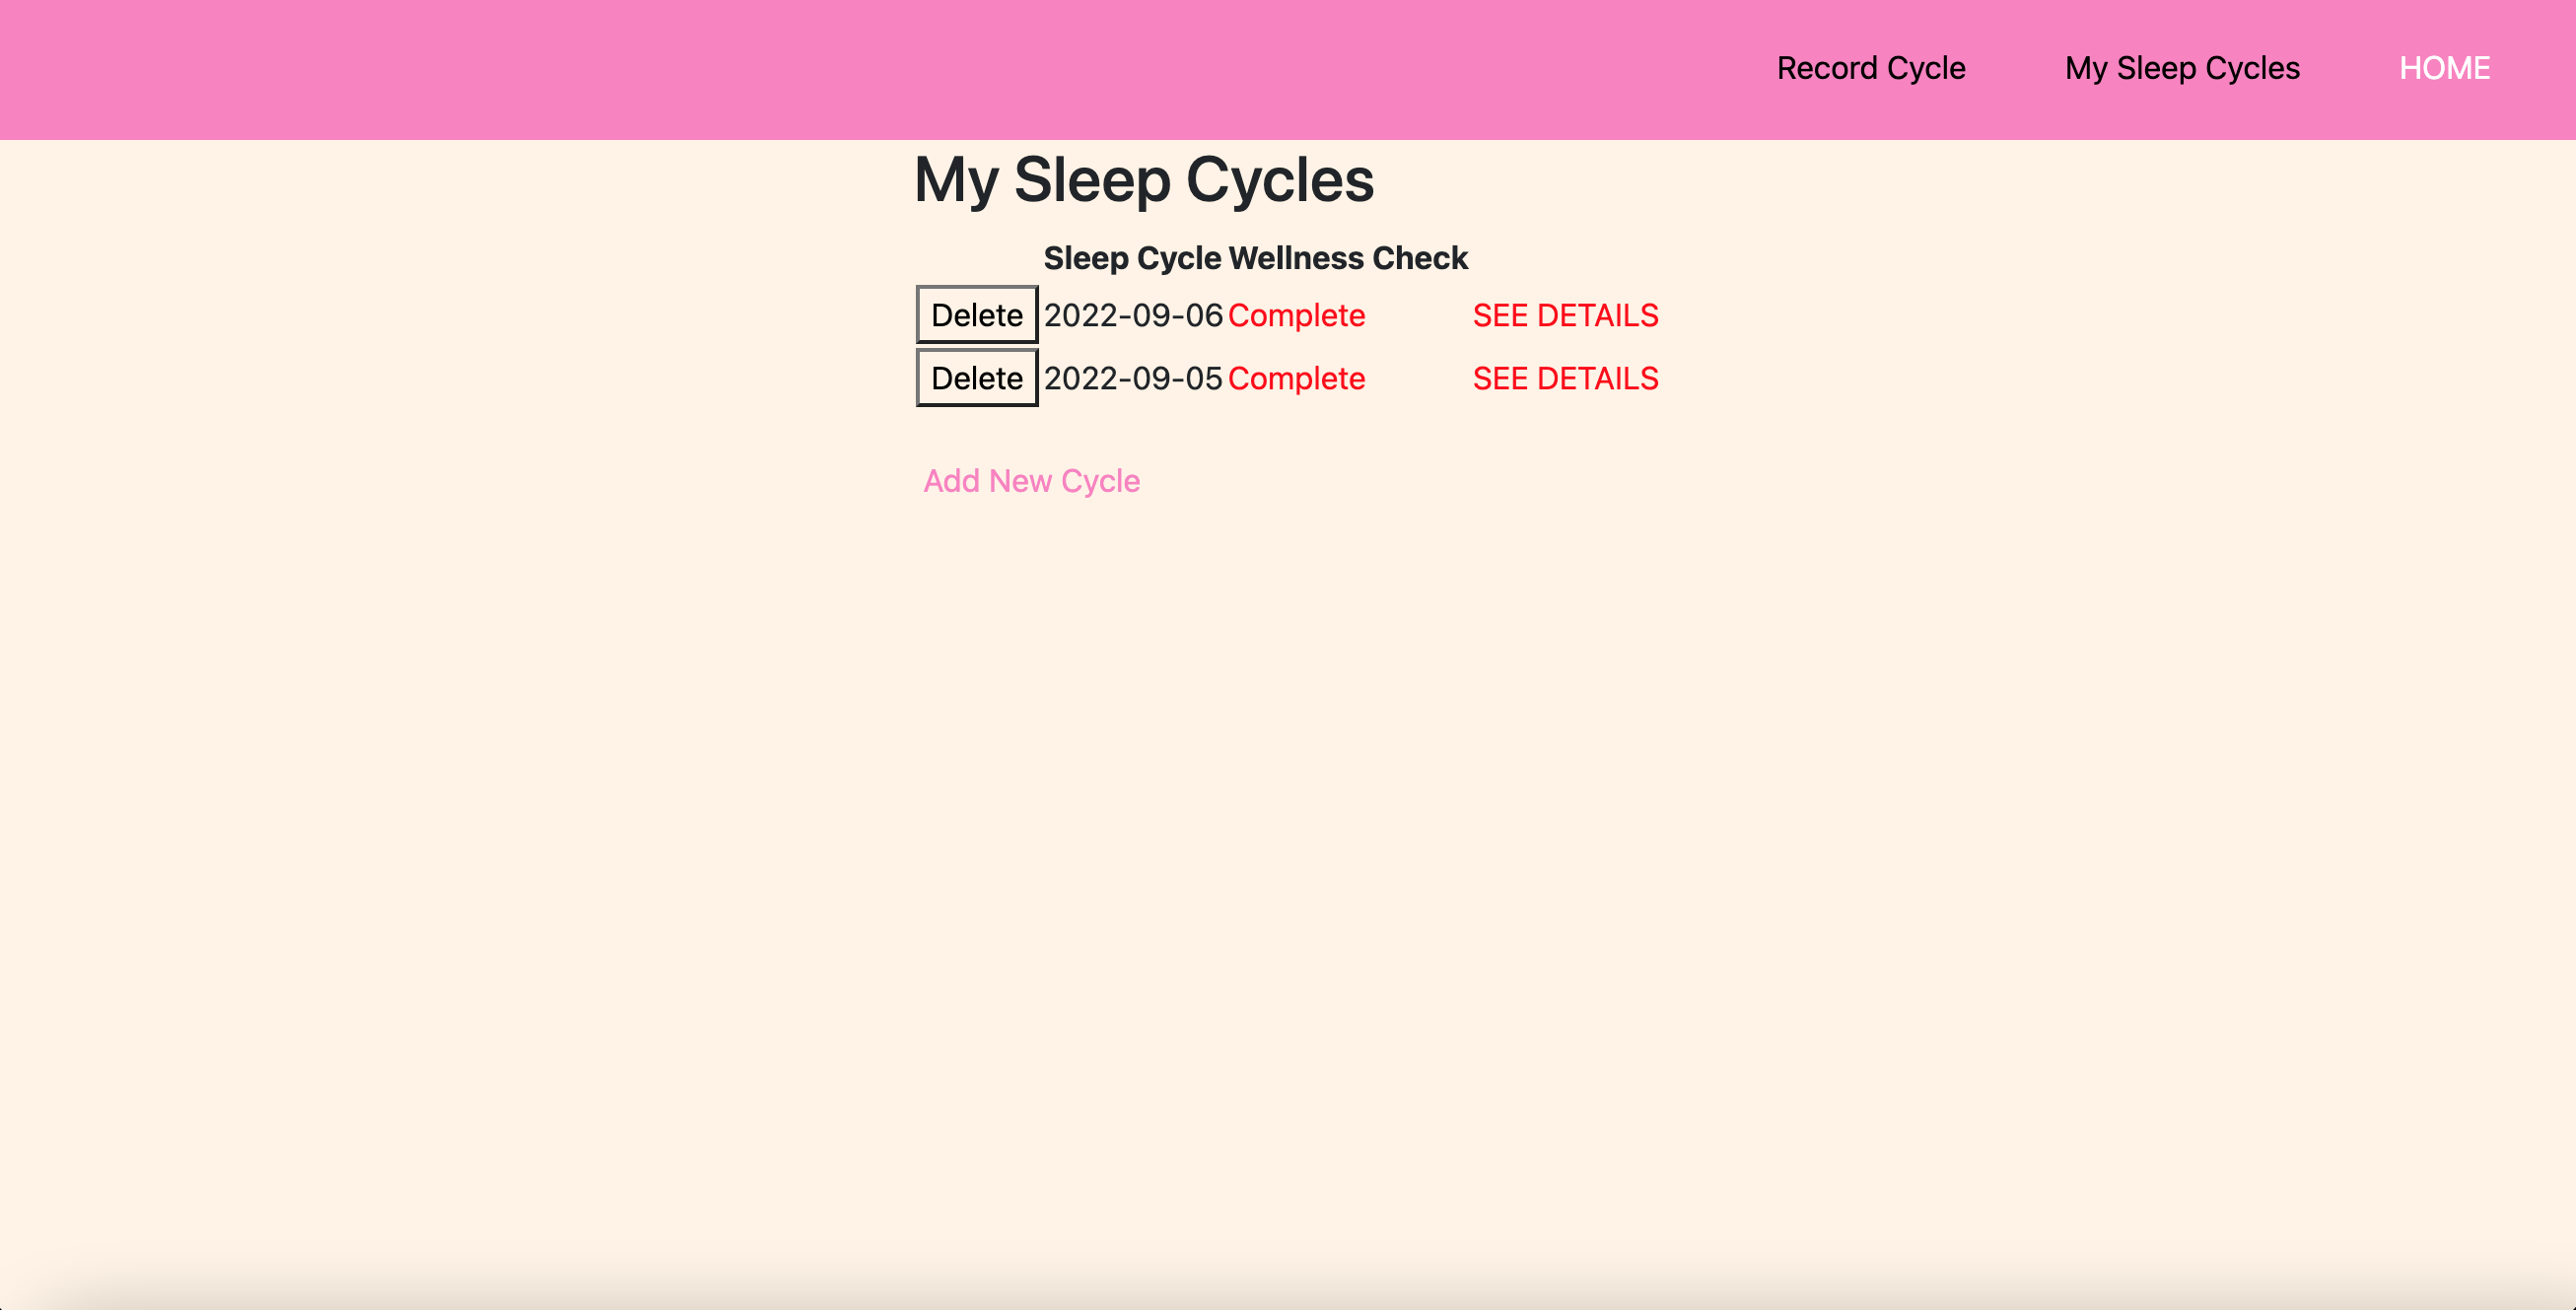 Record Cycle My Sleep Cycles HOME
My Sleep Cycles
Sleep Cycle Wellness Check
Delete 2022-09-06 Complete SEE DETAILS
Delete 2022-09-05 Complete SEE DETAILS
Add New Cycle